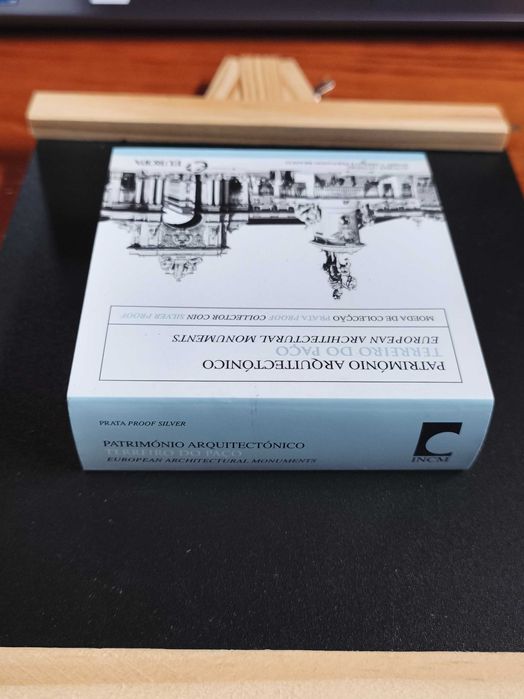 PATRIMÓNIO ARQUITECTÓNICO
TERREIRO DO PAÇO
EUROPEAN ARCHITECTURAL MONUMENTS
MOEDA DE COLECÇÃO PRATA PROOF COLLECTOR COIN SILVER PROOF
EUROPA
PRATA PROOF SILVER
PATRIMÓNIO ARQUITECTÓNICO
TERREIRO DO PAÇO
EUROPEAN ARCHITECTURAL MONUMENTS
INCM